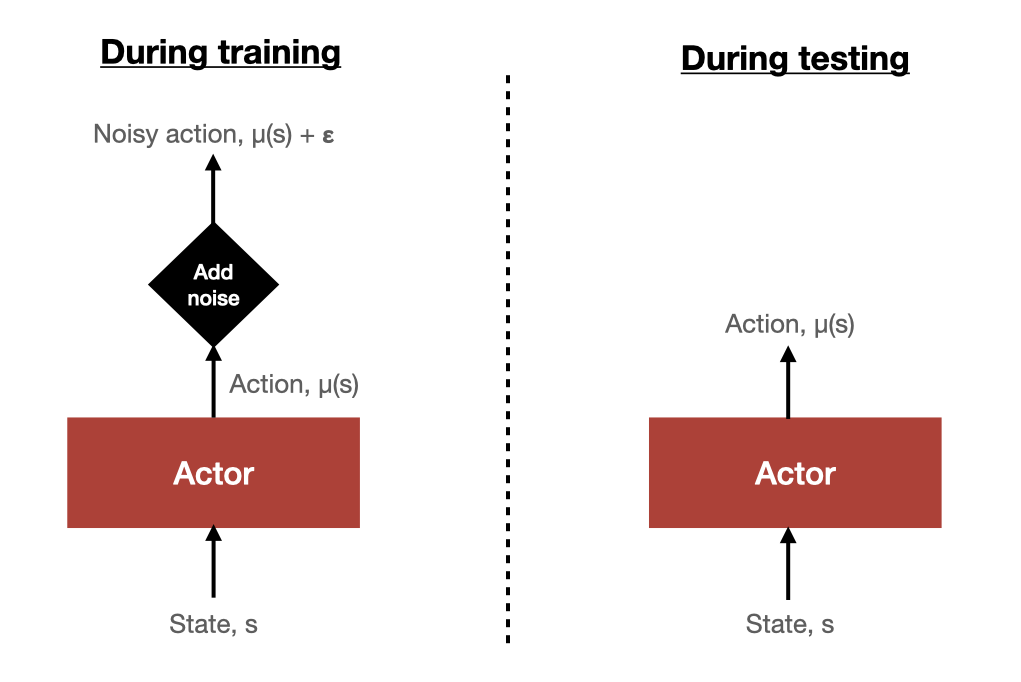 During training
Noisy action, μ(s) + ε
Add
noise
Action, μ(s)
Actor
State, s
During testing
Action, μ(s)
Actor
State, s